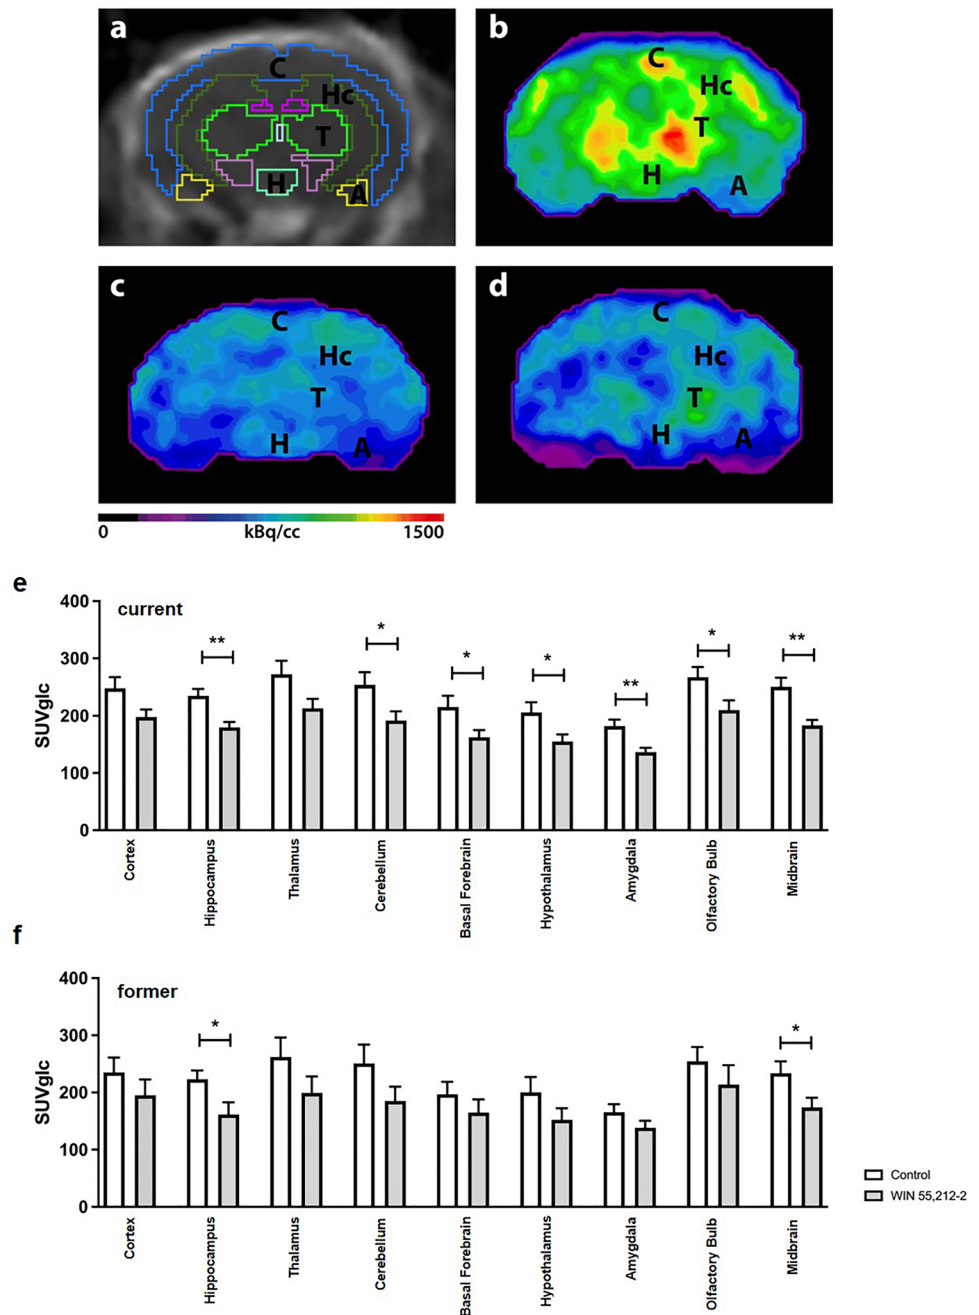 a
C
Hc
T
H
A
b
C
Hc
T
H
A
c
C
Hc
T
H
A
d
C
Hc
T
H
A
0 kBq/cc 1500
e
current
SUVglc
400
300
200
100
0
** * * * ** * **
Cortex
Hippocampus
Thalamus
Cerebellum
Basal Forebrain
Hypothalamus
Amygdala
Olfactory Bulb
Midbrain
f
former
SUVglc
400
300
200
100
0
* *
Cortex
Hippocampus
Thalamus
Cerebellum
Basal Forebrain
Hypothalamus
Amygdala
Olfactory Bulb
Midbrain
Control
WIN 55,212-2